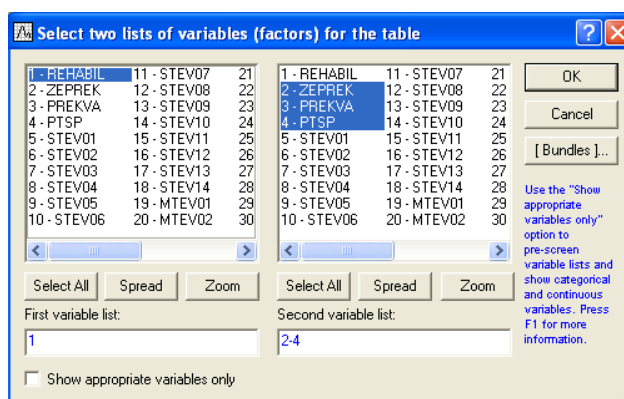 Select two lists of variables (factors) for the table
1 - REHABIL 11 - STEV07 21
2 - ZEPREK 12 - STEV08 22
3 - PREKVA 13 - STEV09 23
4 - PTSP 14 - STEV10 24
5 - STEV01 15 - STEV11 25
6 - STEV02 16 - STEV12 26
7 - STEV03 17 - STEV13 27
8 - STEV04 18 - STEV14 28
9 - STEV05 19 - MTEV01 29
10 - STEV06 20 - MTEV02 30
1 - REHABIL 11 - STEV07 21
2 - ZEPREK 12 - STEV08 22
3 - PREKVA 13 - STEV09 23
4 - PTSP 14 - STEV10 24
5 - STEV01 15 - STEV11 25
6 - STEV02 16 - STEV12 26
7 - STEV03 17 - STEV13 27
8 - STEV04 18 - STEV14 28
9 - STEV05 19 - MTEV01 29
10 - STEV06 20 - MTEV02 30
OK
Cancel
[ Bundles ]...
Use the "Show
appropriate
variables only"
option to
pre-screen
variable lists and
show categorical
and continuous
variables. Press
F1 for more
information.
Select All Spread Zoom
Select All Spread Zoom
First variable list:
1
Second variable list:
2-4
Show appropriate variables only